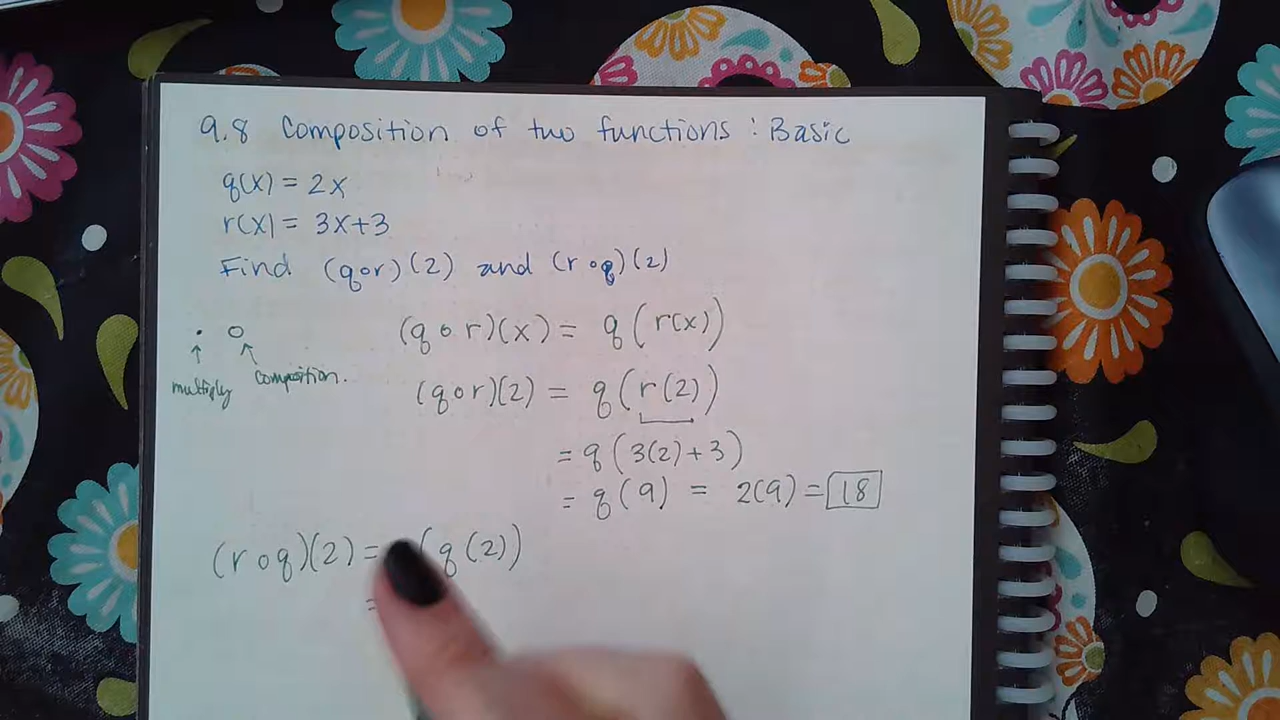 9.8 Composition of two functions : Basic
q(x) = 2x
r(x) = 3x+3
Find (q∘r)(2) and (r∘q)(2)
(q∘r)(x) = q(r(x))
• ∘
↑ ↖
multiply composition.
(q∘r)(2) = q(r(2))
= q(3(2)+3)
= q(9) = 2(9) = 18
(r∘q)(2) = (q(2))
=